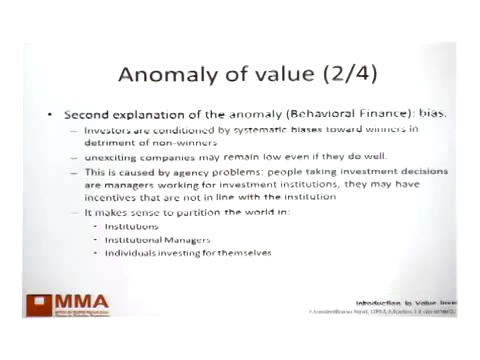 Anomaly of value (2/4)
• Second explanation of the anomaly (Behavioral Finance): bias.
– Investors are conditioned by systematic biases toward winners in
detriment of non-winners
– unexciting companies may remain low even if they do well.
– This is caused by agency problems: people taking investment decisions
are managers working for investment institutions, they may have
incentives that are not in line with the institution
– It makes sense to partition the world in:
• Institutions
• Institutional Managers
• Individuals investing for themselves
MMA
Introduction to Value Inve